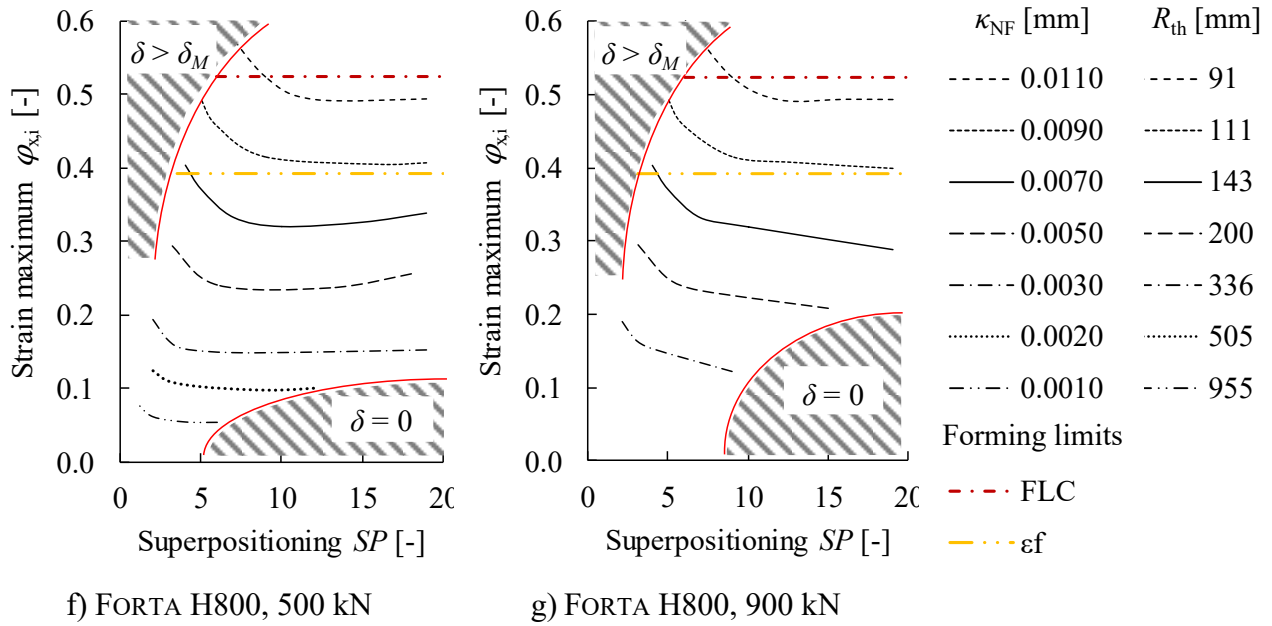 0.6
0.5
0.4
0.3
0.2
0.1
0.0
Strain maximum φx,i [-]
δ > δM
δ = 0
0 5 10 15 20
Superpositioning SP [-]
f) FORTA H800, 500 kN
0.6
0.5
0.4
0.3
0.2
0.1
0.0
Strain maximum φx,i [-]
δ > δM
δ = 0
0 5 10 15 20
Superpositioning SP [-]
g) FORTA H800, 900 kN
κNF [mm] Rth [mm]
0.0110 91
0.0090 111
0.0070 143
0.0050 200
0.0030 336
0.0020 505
0.0010 955
Forming limits
FLC
εf